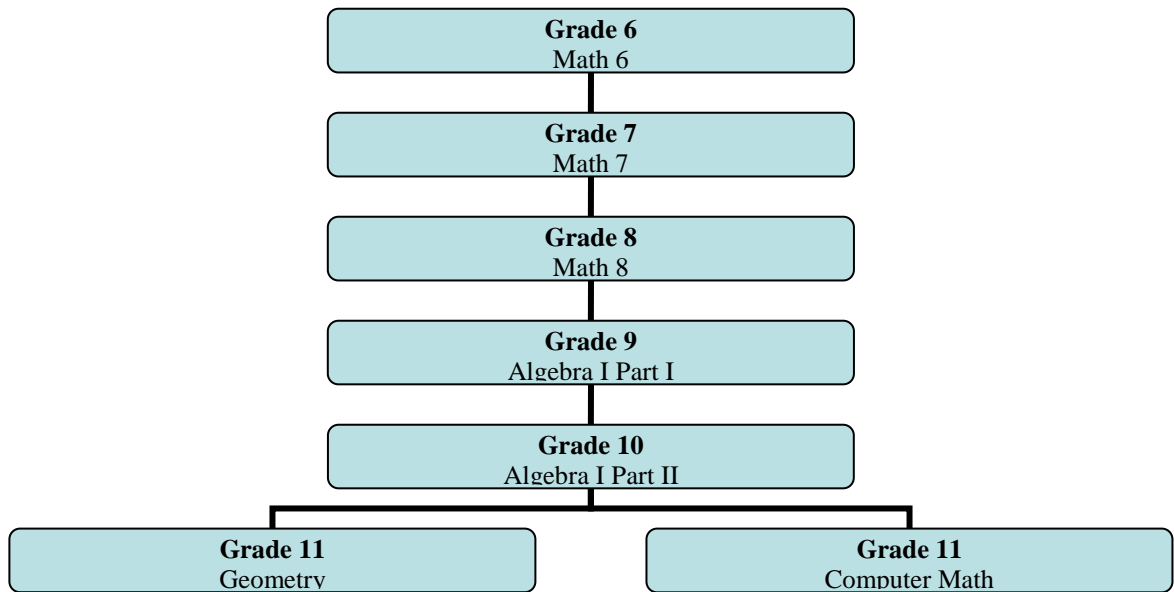 Grade 6
Math 6
Grade 7
Math 7
Grade 8
Math 8
Grade 9
Algebra I Part I
Grade 10
Algebra I Part II
Grade 11
Geometry
Grade 11
Computer Math